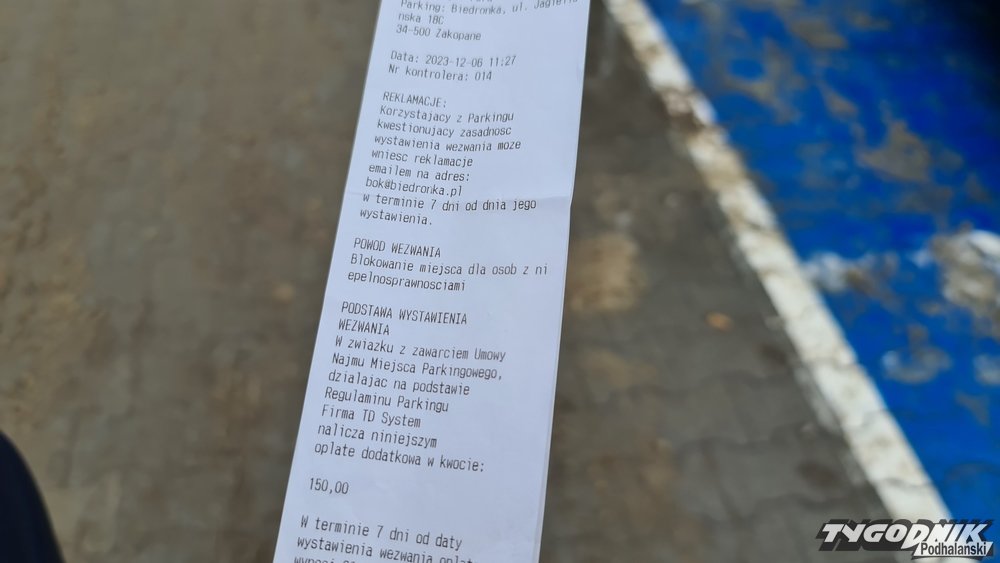 Parking: Biedronka, ul. Jagiello
nska 18C
34-500 Zakopane
Data: 2023-12-06 11:27
Nr kontrolera: 014
REKLAMACJE:
Korzystajacy z Parkingu
kwestionujacy zasadnosc
wystawienia wezwania moze
wniesc reklamacje
emailem na adres:
bok@biedronka.pl
w terminie 7 dni od dnia jego
wystawienia.
POWOD WEZWANIA
Blokowanie miejsca dla osob z ni
epelnosprawnosciami
PODSTAWA WYSTAWIENIA
WEZWANIA
W zwiazku z zawarciem Umowy
Najmu Miejsca Parkingowego,
dzialajac na podstawie
Regulaminu Parkingu
Firma TD System
nalicza niniejszym
oplate dodatkowa w kwocie:
150,00
W terminie 7 dni od daty
wystawienia wezwania
TYGODNIK
Podhalanski